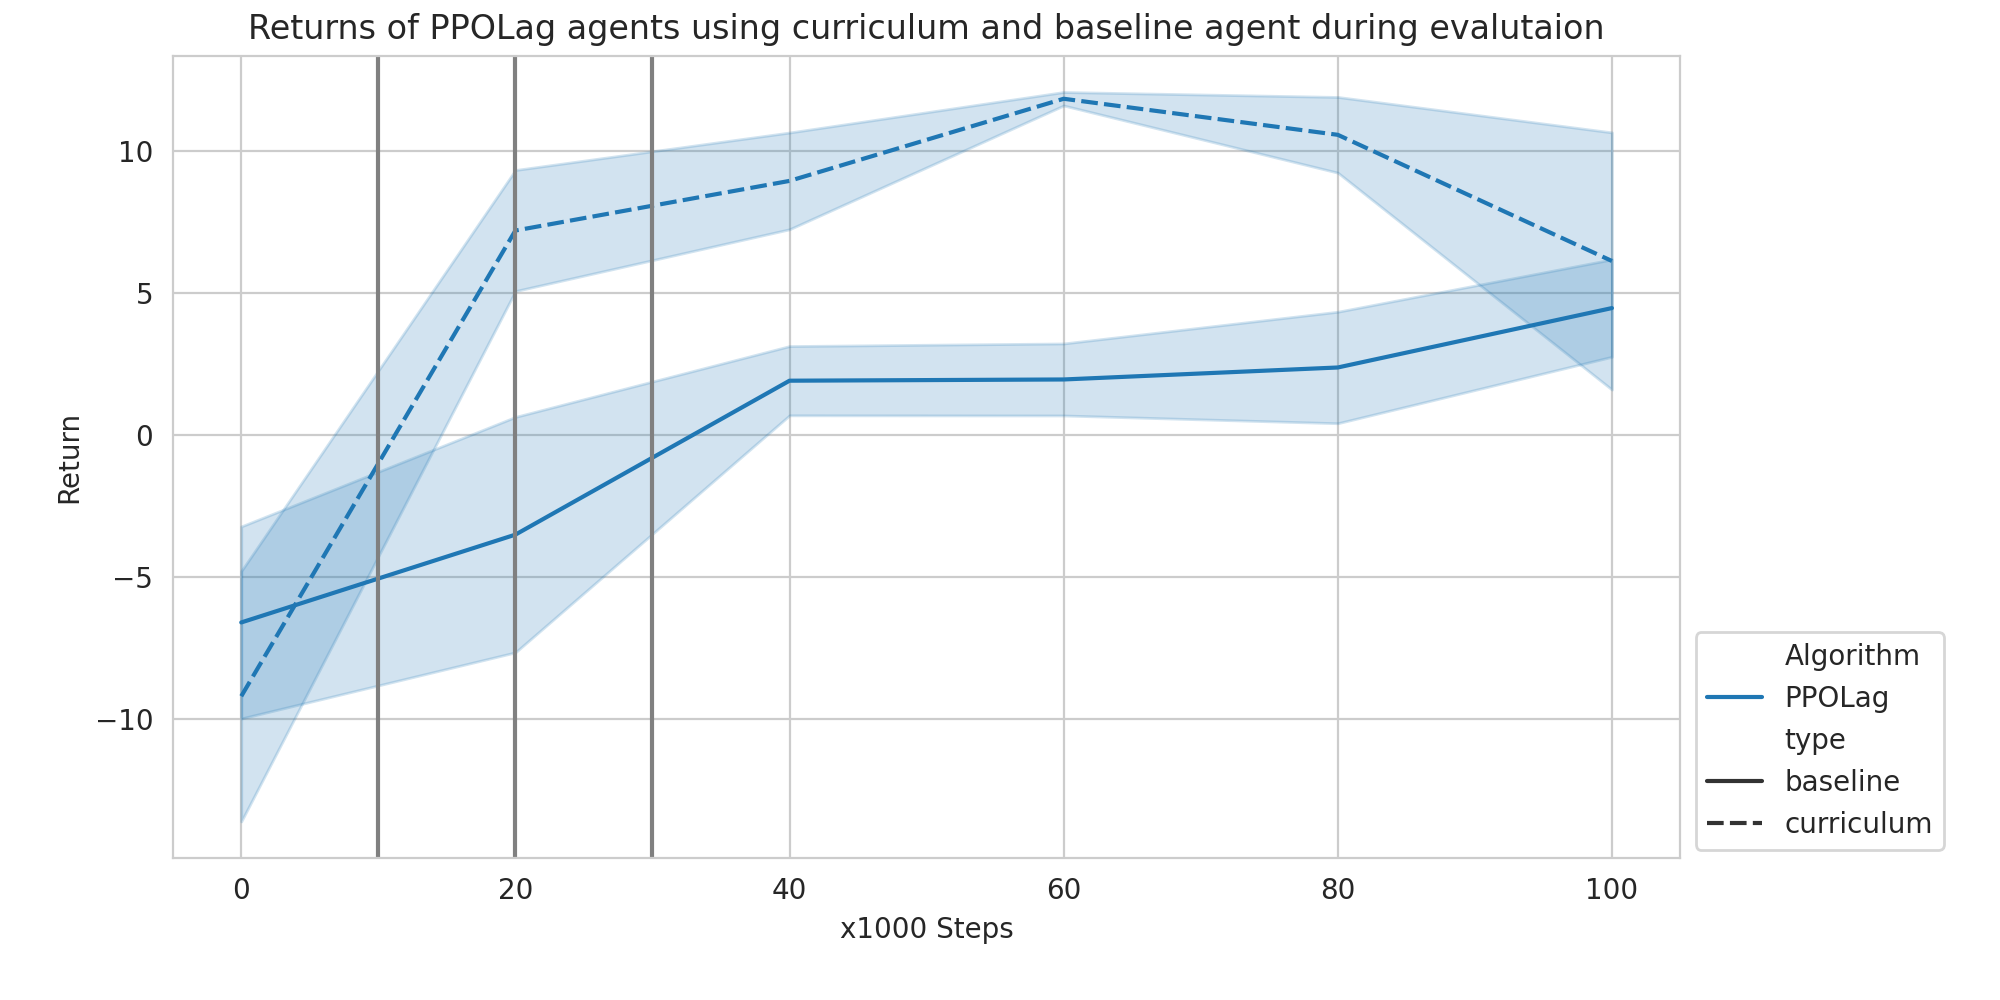 Returns of PPOLag agents using curriculum and baseline agent during evalutaion
10
5
0
−5
−10
Return
0 20 40 60 80 100
x1000 Steps
Algorithm
PPOLag
type
baseline
curriculum